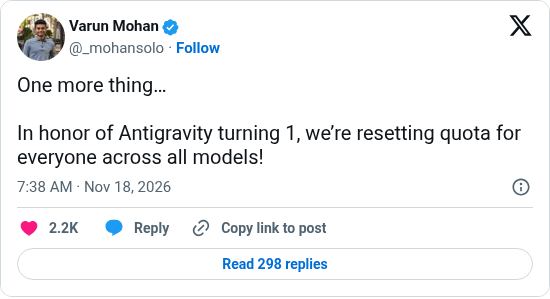 Varun Mohan
@_mohansolo · Follow
One more thing…
In honor of Antigravity turning 1, we’re resetting quota for
everyone across all models!
7:38 AM · Nov 18, 2026
2.2K Reply Copy link to post
Read 298 replies